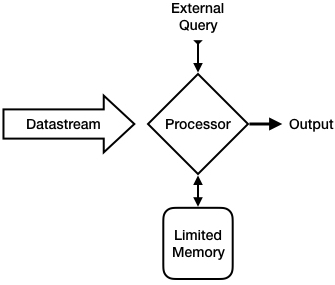 External
Query
Datastream
Processor
Output
Limited
Memory